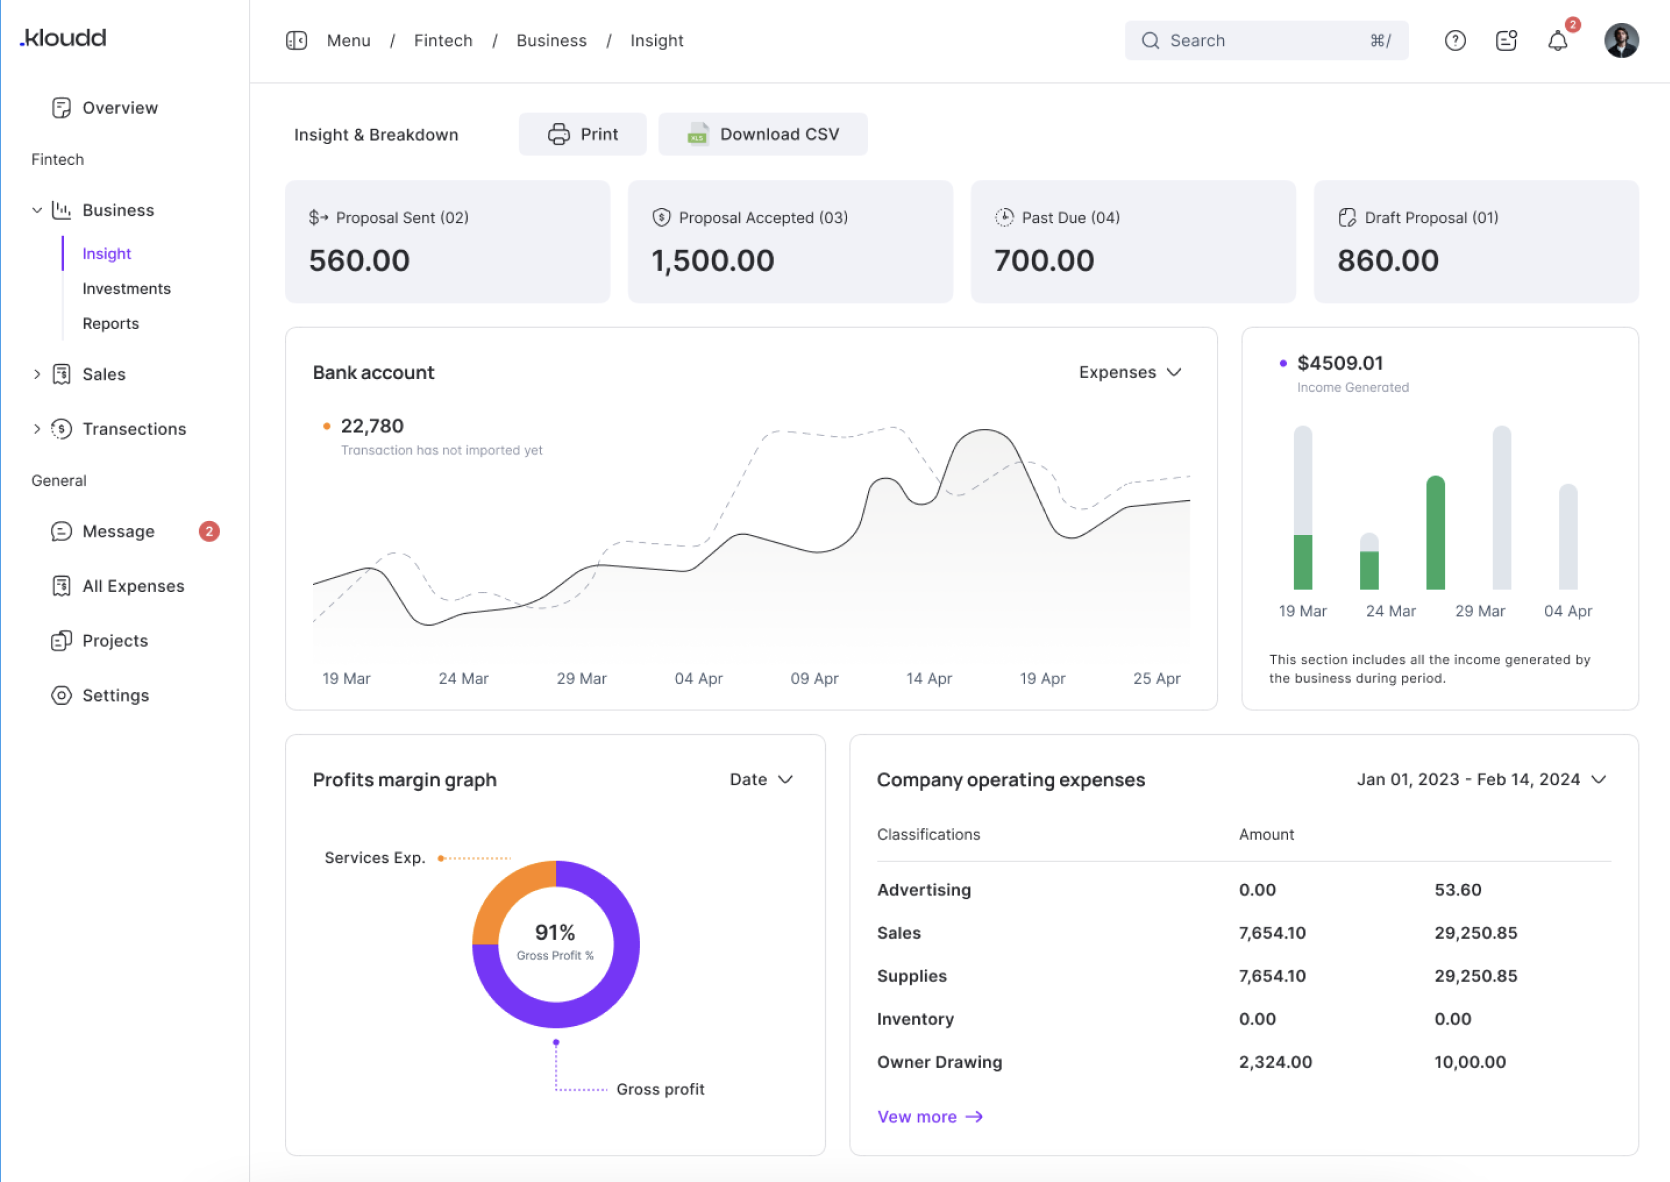 .kloudd
Menu / Fintech / Business / Insight
Search ⌘/
2
Overview
Fintech
Business
Insight
Investments
Reports
Sales
Transections
General
Message 2
All Expenses
Projects
Settings
Insight & Breakdown
Print
XLS Download CSV
Proposal Sent (02)
560.00
Proposal Accepted (03)
1,500.00
Past Due (04)
700.00
Draft Proposal (01)
860.00
Bank account
Expenses
22,780
Transaction has not imported yet
19 Mar 24 Mar 29 Mar 04 Apr 09 Apr 14 Apr 19 Apr 25 Apr
$4509.01
Income Generated
19 Mar 24 Mar 29 Mar 04 Apr
This section includes all the income generated by
the business during period.
Profits margin graph
Date
Services Exp.
91%
Gross Profit %
Gross profit
Company operating expenses
Jan 01, 2023 - Feb 14, 2024
Classifications Amount
Advertising 0.00 53.60
Sales 7,654.10 29,250.85
Supplies 7,654.10 29,250.85
Inventory 0.00 0.00
Owner Drawing 2,324.00 10,00.00
Vew more